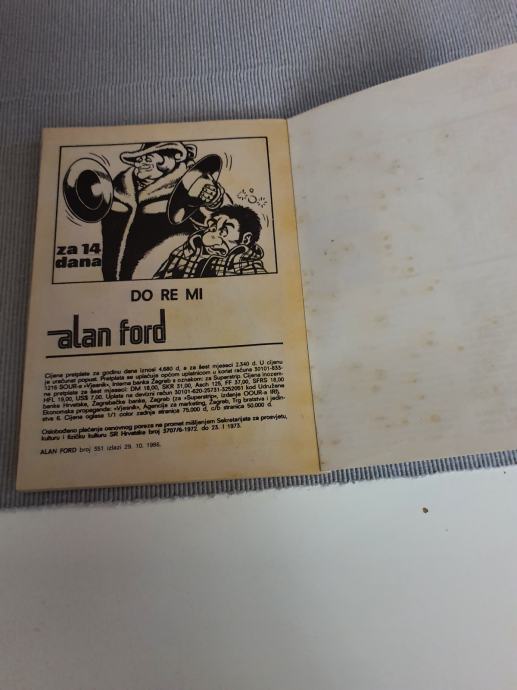 za 14
dana
DO RE MI
alan ford
Cijena pretplate za godinu dana iznosi 4.680 d, a za šest mjeseci 2.340 d. U cijenu
je uračunat popust. Pretplata se uplaćuje općom uplatnicom u korist računa 30101-833-
1216 SOUR-a »Vjesnik«, Interna banka Zagreb s oznakom: za Superstrip. Cijena inozem-
ne pretplate za šest mjeseci: DM 18,00, SKR 31,00, Asch 125, FF 37,00, SFRS 18,00
HFL 19,00, US$ 7,00. Uplata na devizni račun 30101-620-25731-3252051 kod Udružene
banke Hrvatske, Zagrebačke banke, Zagreb (za »Superstrip«, izdenje OOUR-a IRI).
Ekonomska propaganda: »Vjesnik«, Agencija za marketing, Zagreb, Trg bratstva i jedin-
stva 6. Cijene oglasa 1/1 color zadnja stranica 75.000 d, c/b stranica 50.000 d.
Oslobođeno plaćanja osnovnog poreza na promet mišljenjem Sekretarijata za prosvjetu,
kulturu i fizičku kulturu SR Hrvatske broj 3707/6-1972. do 23. I 1973.
ALAN FORD broj 351 izlazi 29. 10. 1986.